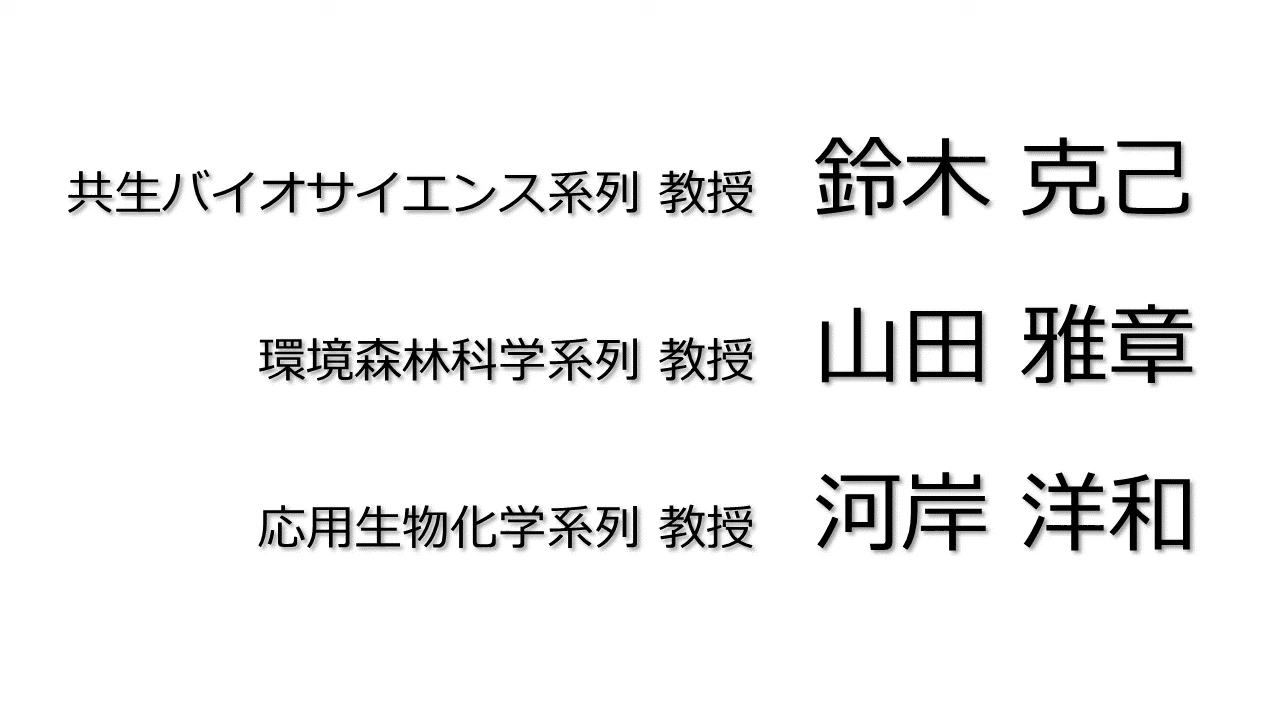 共生バイオサイエンス系列 教授 鈴木 克己
環境森林科学系列 教授 山田 雅章
応用生物化学系列 教授 河岸 洋和